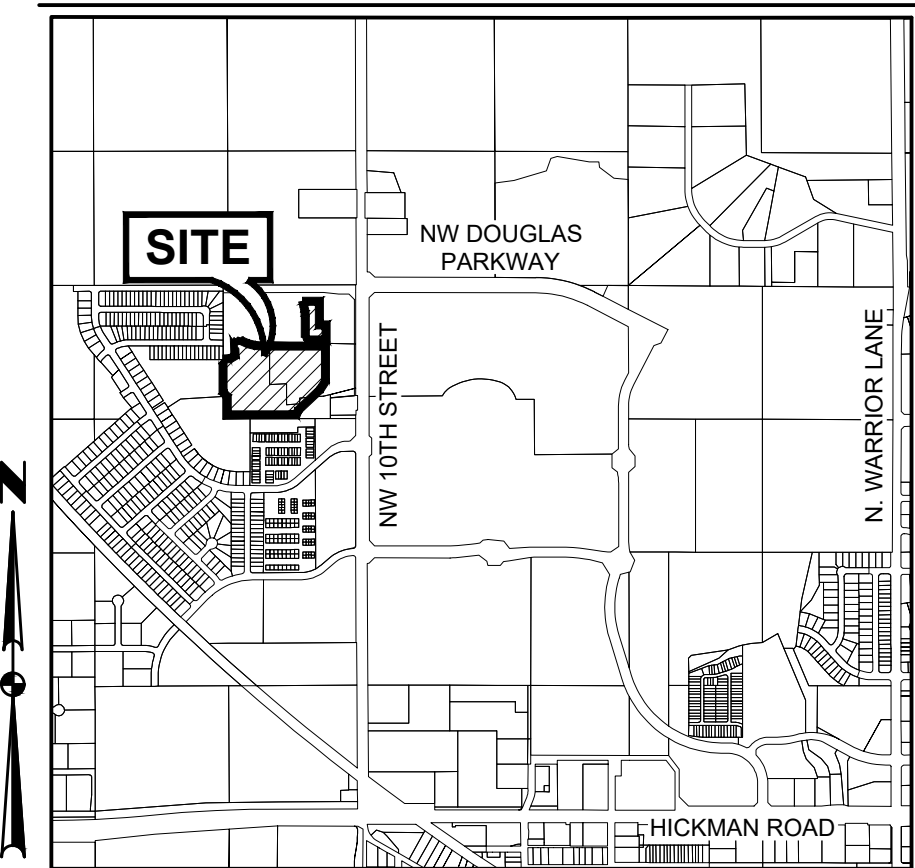 NW DOUGLAS
PARKWAY
SITE
NW 10TH STREET
N. WARRIOR LANE
N
HICKMAN ROAD